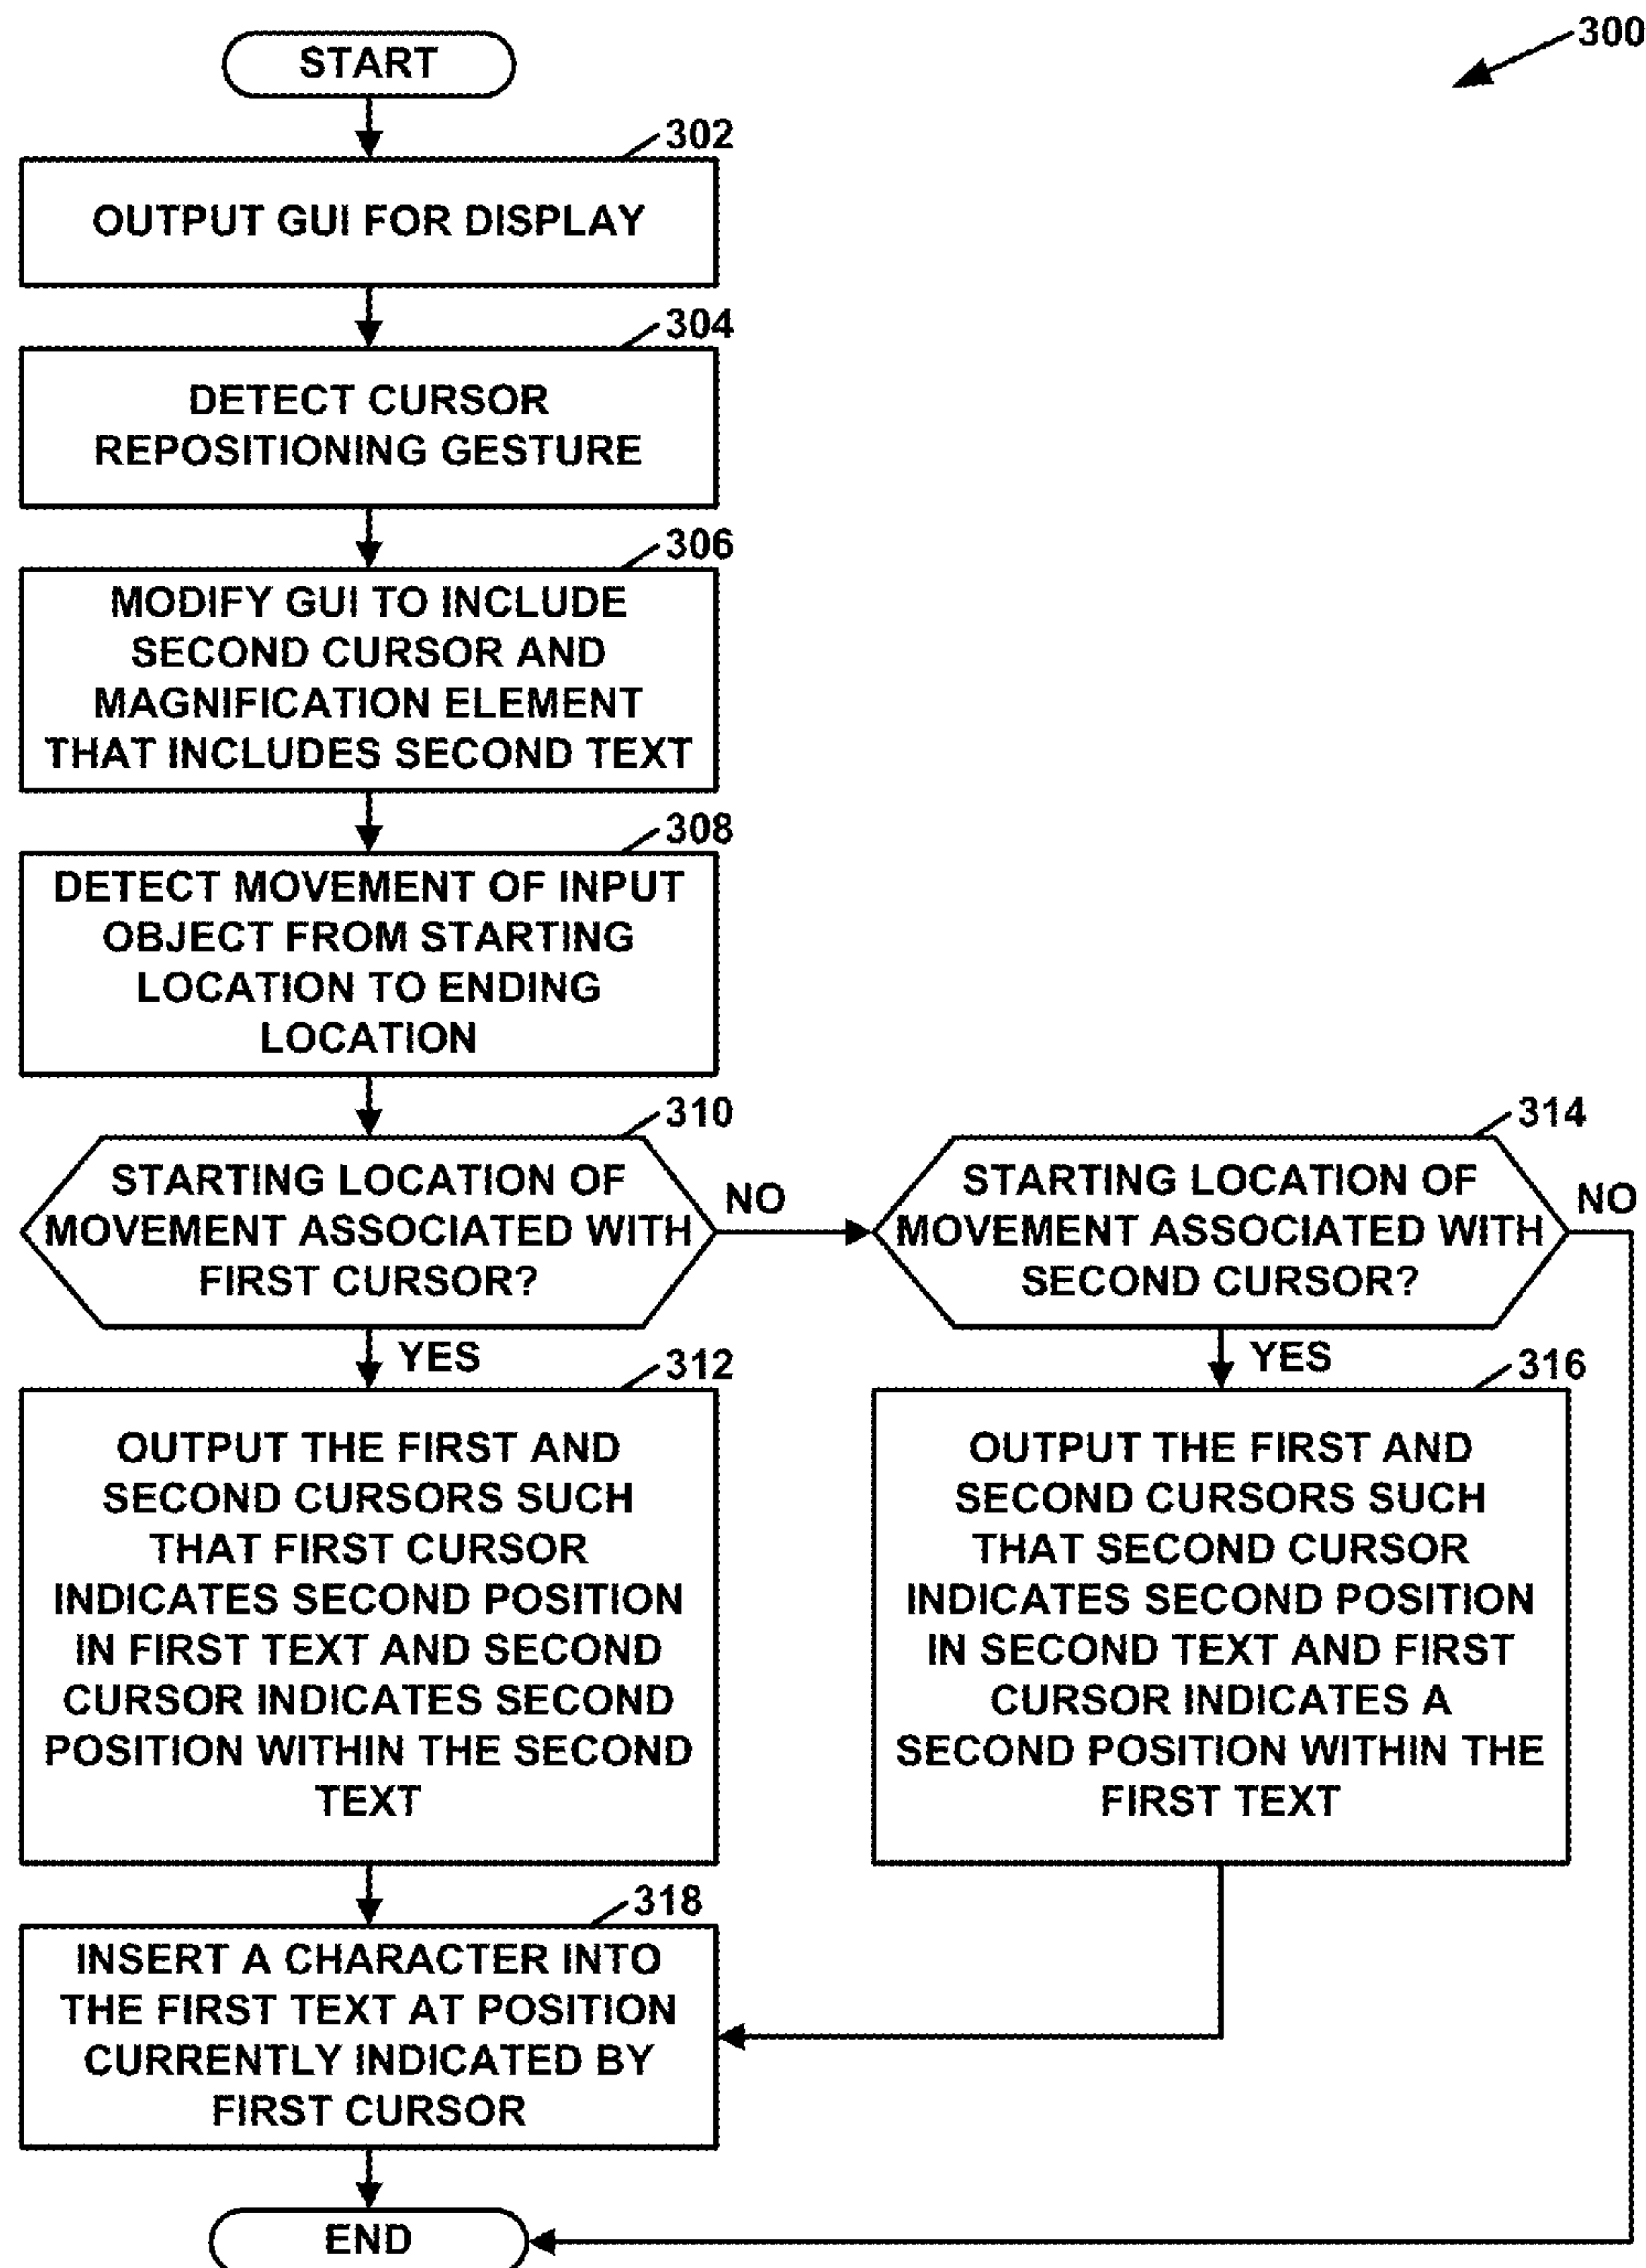 300
START
302
OUTPUT GUI FOR DISPLAY
304
DETECT CURSOR
REPOSITIONING GESTURE
306
MODIFY GUI TO INCLUDE
SECOND CURSOR AND
MAGNIFICATION ELEMENT
THAT INCLUDES SECOND TEXT
308
DETECT MOVEMENT OF INPUT
OBJECT FROM STARTING
LOCATION TO ENDING
LOCATION
310
STARTING LOCATION OF
MOVEMENT ASSOCIATED WITH
FIRST CURSOR?
NO
314
STARTING LOCATION OF
MOVEMENT ASSOCIATED WITH
SECOND CURSOR?
NO
YES
312
OUTPUT THE FIRST AND
SECOND CURSORS SUCH
THAT FIRST CURSOR
INDICATES SECOND POSITION
IN FIRST TEXT AND SECOND
CURSOR INDICATES SECOND
POSITION WITHIN THE SECOND
TEXT
YES
316
OUTPUT THE FIRST AND
SECOND CURSORS SUCH
THAT SECOND CURSOR
INDICATES SECOND POSITION
IN SECOND TEXT AND FIRST
CURSOR INDICATES A
SECOND POSITION WITHIN THE
FIRST TEXT
318
INSERT A CHARACTER INTO
THE FIRST TEXT AT POSITION
CURRENTLY INDICATED BY
FIRST CURSOR
END